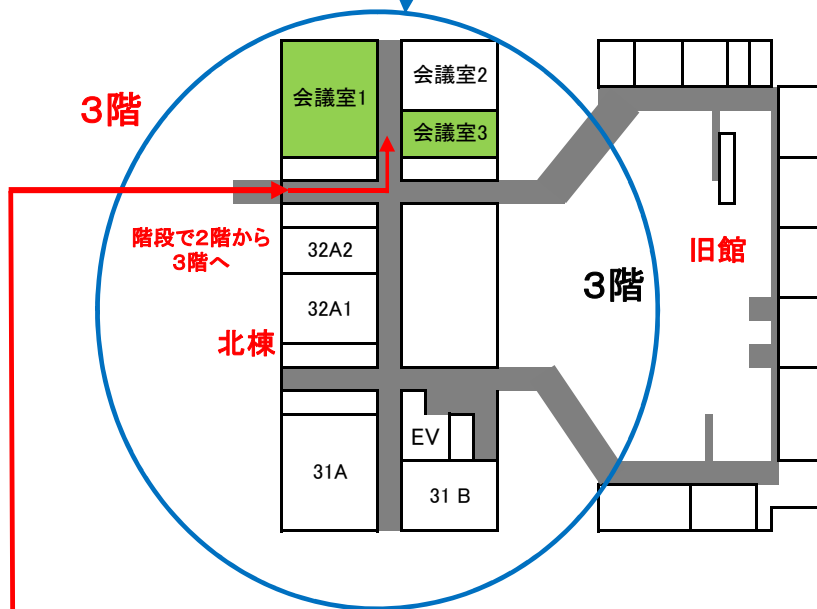 会議室1
会議室2
会議室3
3階
階段で2階から
3階へ
32A2
32A1
北棟
旧館
3階
EV
31A
31 B